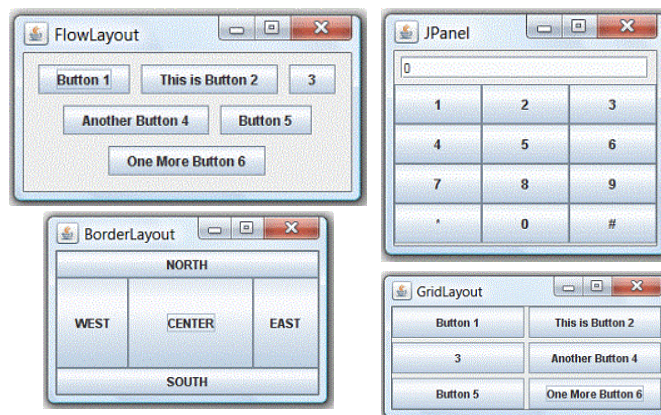 FlowLayout
Button 1 This is Button 2 3
Another Button 4 Button 5
One More Button 6
JPanel
0
1 2 3
4 5 6
7 8 9
* 0 #
BorderLayout
NORTH
WEST CENTER EAST
SOUTH
GridLayout
Button 1 This is Button 2
3 Another Button 4
Button 5 One More Button 6